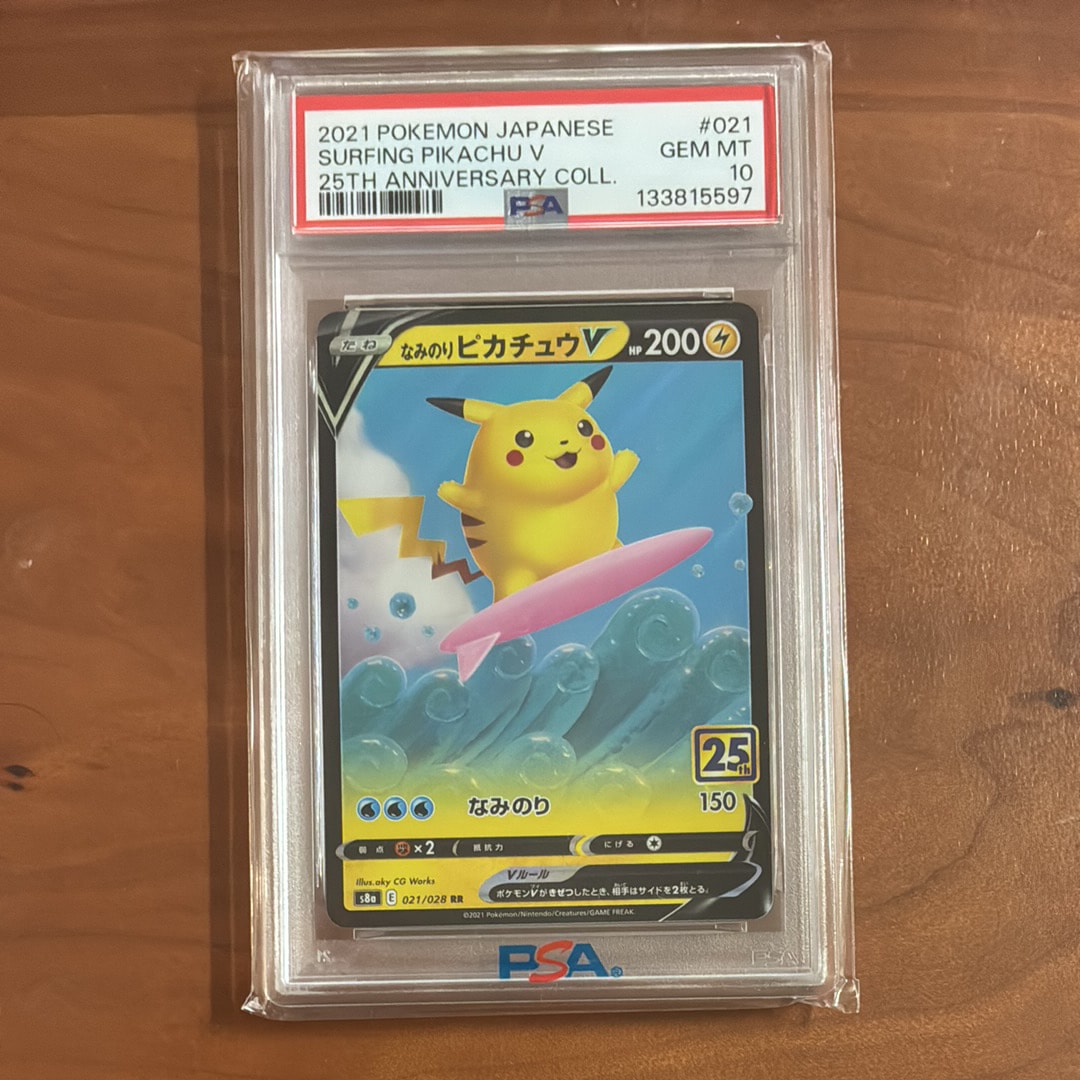 2021 POKEMON JAPANESE #021
SURFING PIKACHU V GEM MT
25TH ANNIVERSARY COLL. 10
PSA 133815597
たね なみのりピカチュウV HP 200
25th
なみのり 150
弱点 ×2 抵抗力 にげる
Vルール
ポケモンVがきぜつしたとき、相手はサイドを2枚とる。
Illus.aky CG Works
s8a E 021/028 RR
©2021 Pokémon/Nintendo/Creatures/GAME FREAK.
PSA
PSA